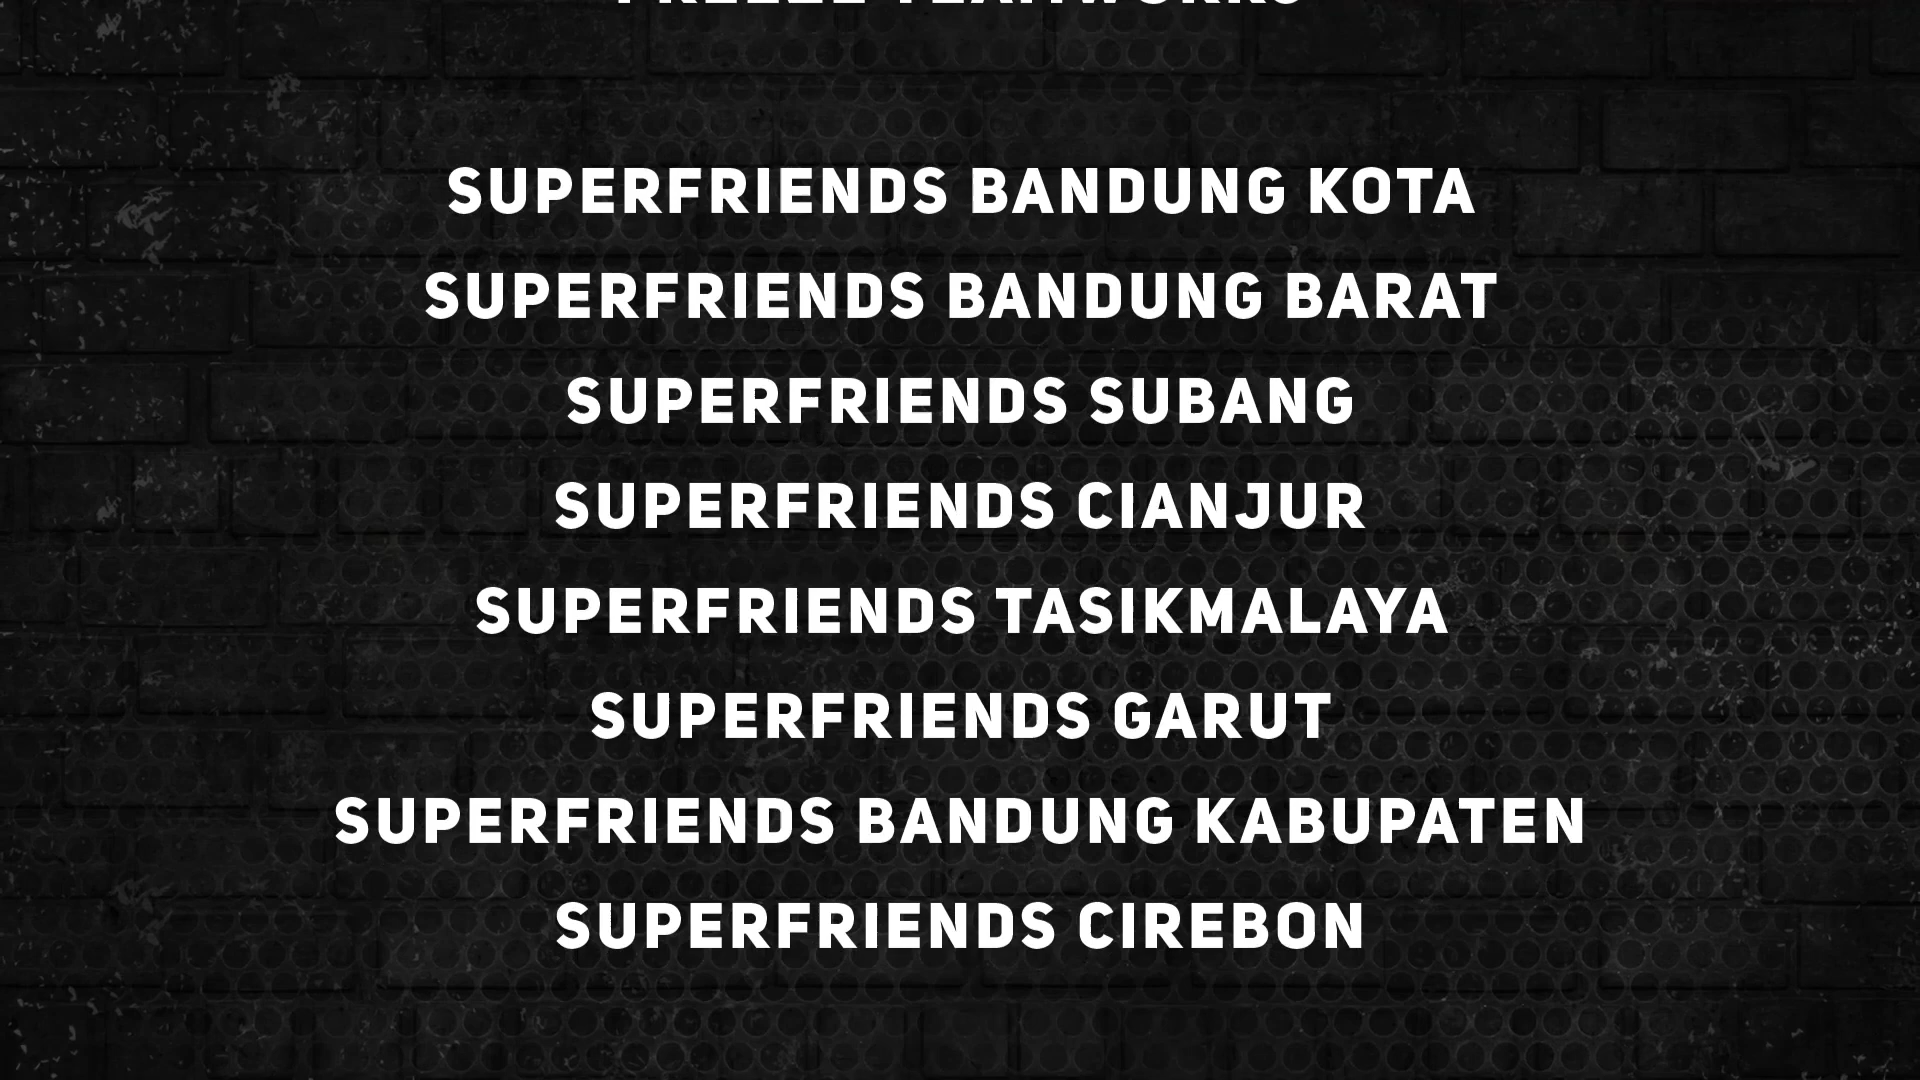 SUPERFRIENDS BANDUNG KOTA
SUPERFRIENDS BANDUNG BARAT
SUPERFRIENDS SUBANG
SUPERFRIENDS CIANJUR
SUPERFRIENDS TASIKMALAYA
SUPERFRIENDS GARUT
SUPERFRIENDS BANDUNG KABUPATEN
SUPERFRIENDS CIREBON